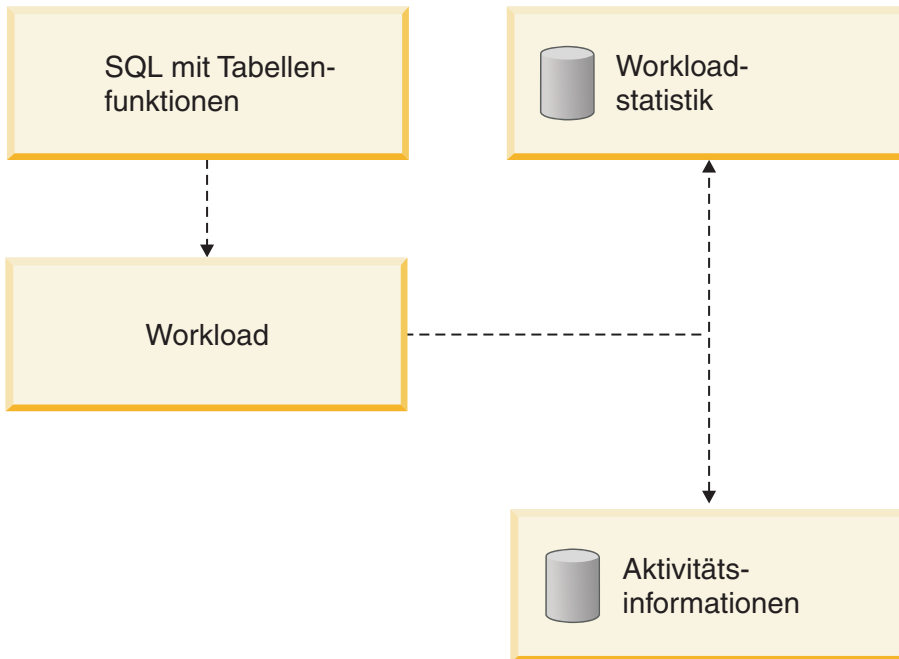 SQL mit Tabellen-
funktionen
Workload-
statistik
Workload
Aktivitäts-
informationen